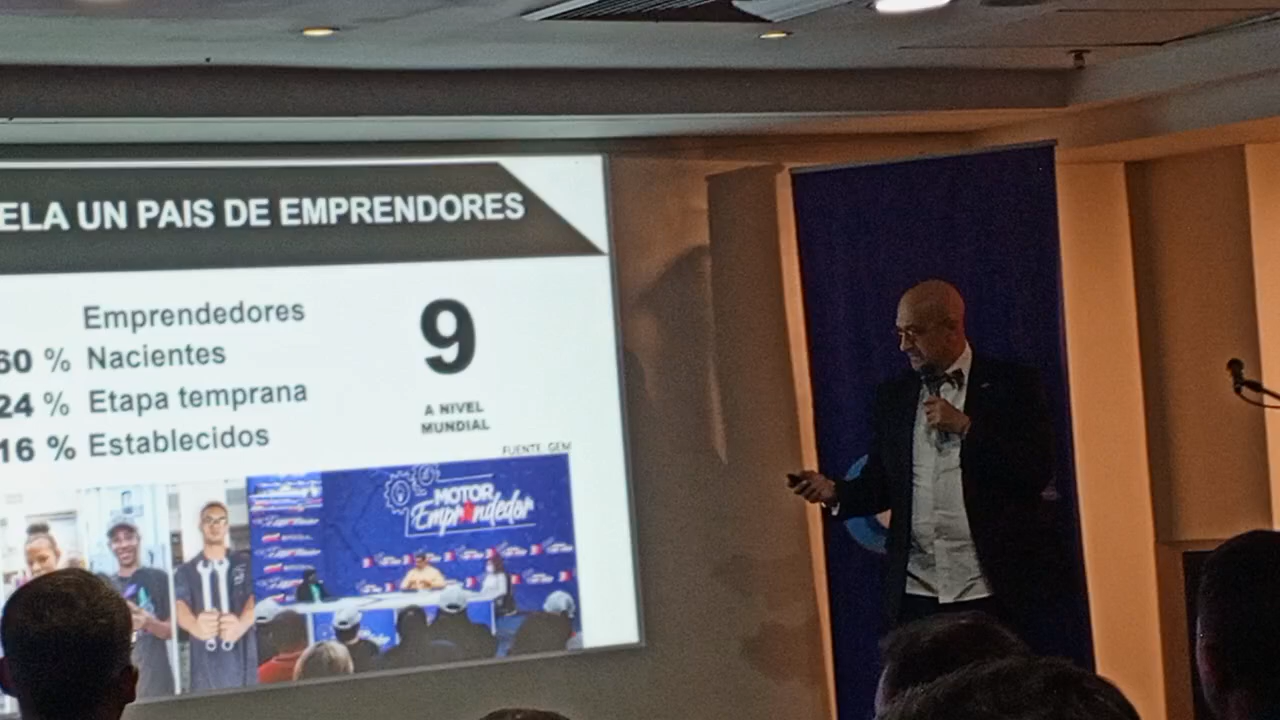 ELA UN PAIS DE EMPRENDORES
Emprendedores
60 % Nacientes
24 % Etapa temprana
16 % Establecidos
9
A NIVEL
MUNDIAL
FUENTE: GEM
MOTOR
Emprendedor